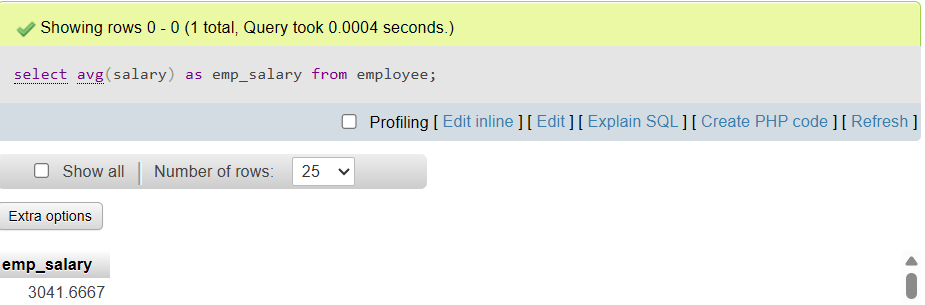 Showing rows 0 - 0 (1 total, Query took 0.0004 seconds.)
select avg(salary) as emp_salary from employee;
Profiling [ Edit inline ] [ Edit ] [ Explain SQL ] [ Create PHP code ] [ Refresh ]
Show all Number of rows: 25
Extra options
emp_salary
3041.6667